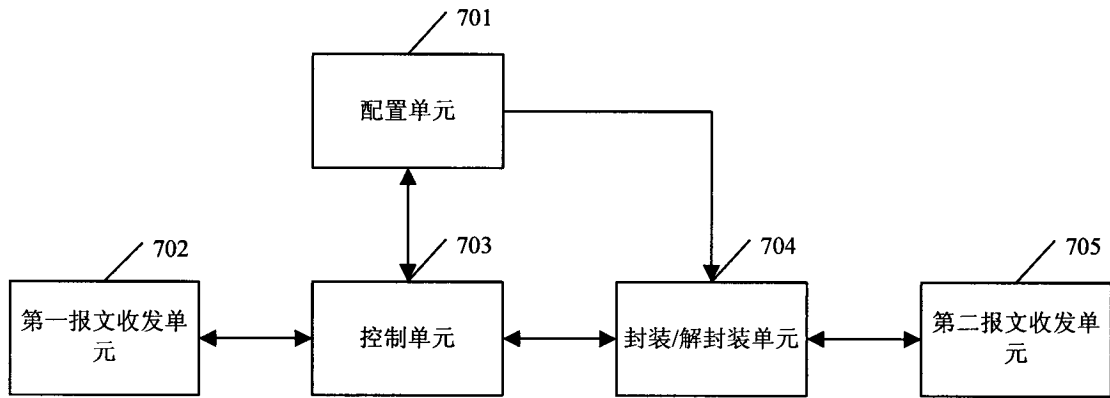 701
配置单元
702
703
704
705
第一报文收发单
元
控制单元
封装/解封装单元
第二报文收发单
元